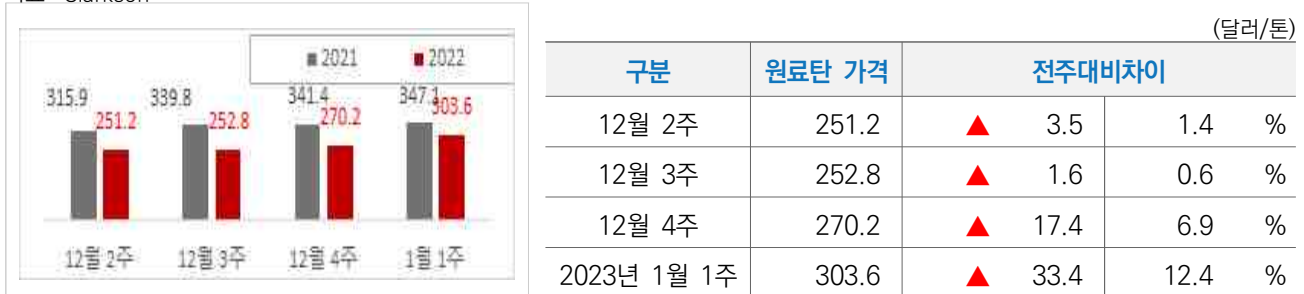 ■ 2021 ■ 2022
315.9 251.2 339.8 252.8 341.4 270.2 347.1 303.6
12월 2주 12월 3주 12월 4주 1월 1주
(달러/톤)
구분 원료탄 가격 전주대비차이
12월 2주 251.2 ▲ 3.5 1.4 %
12월 3주 252.8 ▲ 1.6 0.6 %
12월 4주 270.2 ▲ 17.4 6.9 %
2023년 1월 1주 303.6 ▲ 33.4 12.4 %